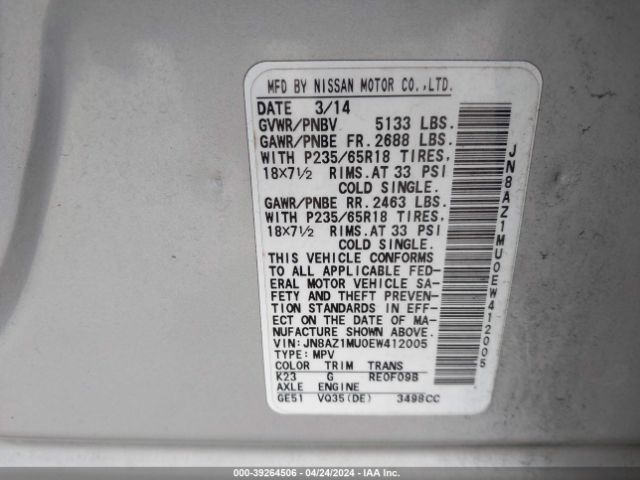 MFD BY NISSAN MOTOR CO.,LTD.
DATE 3/14
GVWR/PNBV 5133 LBS.
GAWR/PNBE FR. 2688 LBS.
WITH P235/65R18 TIRES,
18X7½ RIMS. AT 33 PSI
COLD SINGLE.
GAWR/PNBE RR. 2463 LBS.
WITH P235/65R18 TIRES,
18X7½ RIMS. AT 33 PSI
COLD SINGLE.
THIS VEHICLE CONFORMS
TO ALL APPLICABLE FED-
ERAL MOTOR VEHICLE SA-
FETY AND THEFT PREVEN-
TION STANDARDS IN EFF-
ECT ON THE DATE OF MA-
NUFACTURE SHOWN ABOVE.
VIN: JN8AZ1MU0EW412005
TYPE: MPV
COLOR TRIM TRANS
K23 G RE0F09B
AXLE ENGINE
GE51 VQ35(DE) 3498CC
JN8AZ1MU0EW412005
000-39264506 - 04/24/2024 - IAA Inc.